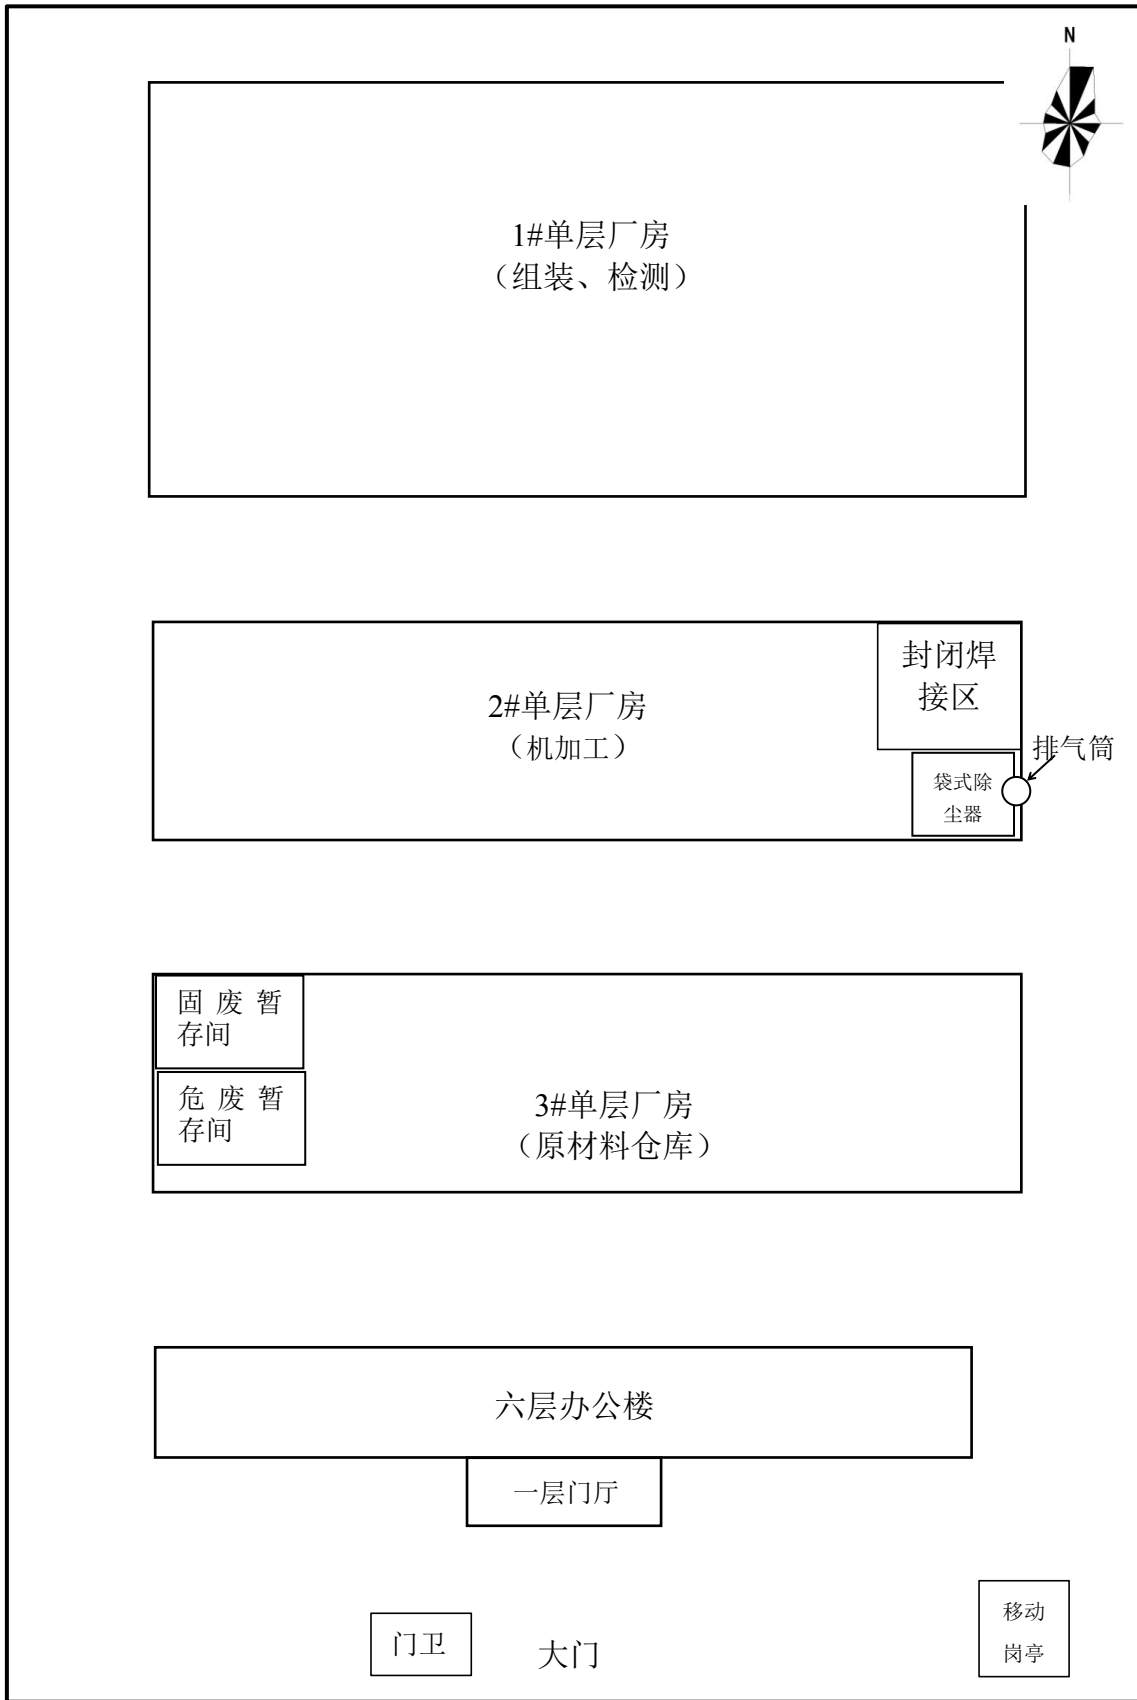 N
1#单层厂房
（组装、检测）
封闭焊
接区
2#单层厂房
（机加工）
排气筒
袋式除
尘器
固废暂
存间
危废暂
存间
3#单层厂房
（原材料仓库）
六层办公楼
一层门厅
移动
岗亭
门卫
大门